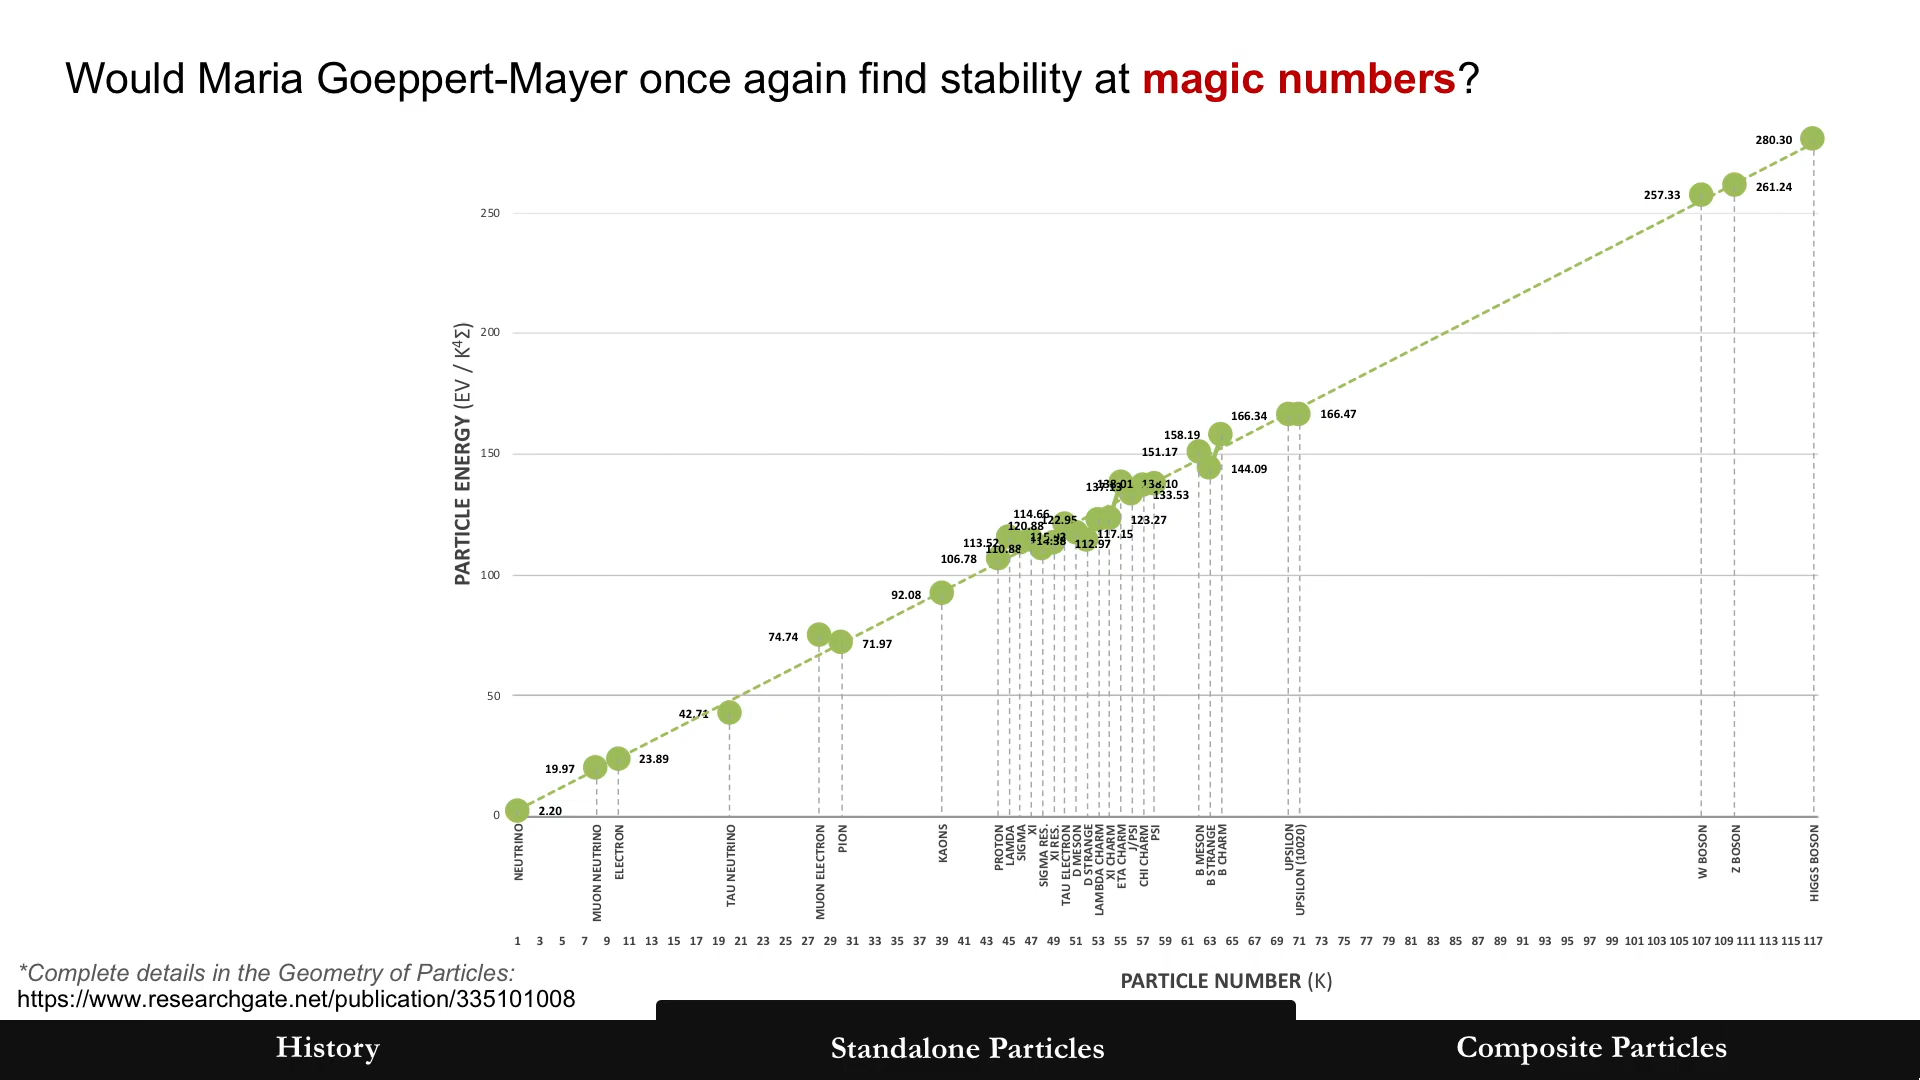 Would Maria Goeppert-Mayer once again find stability at magic numbers?
280.30
257.33
261.24
250
200
166.34
166.47
158.19
150
151.17
144.09
137.13
138.01
138.10
133.53
114.66
122.95
123.27
120.88
117.15
113.52
114.38
112.97
110.88
106.78
100
92.08
74.74
71.97
50
42.71
19.97
23.89
0
2.20
PARTICLE ENERGY (EV / K⁴Σ)
NEUTRINO
MUON NEUTRINO
ELECTRON
TAU NEUTRINO
MUON ELECTRON
PION
KAONS
PROTON
LAMDA
SIGMA
XI
SIGMA RES.
XI RES.
TAU ELECTRON
D MESON
D STRANGE
LAMBDA CHARM
XI CHARM
ETA CHARM
J/PSI
CHI CHARM
PSI
B MESON
B STRANGE
B CHARM
UPSILON
UPSILON (10020)
W BOSON
Z BOSON
HIGGS BOSON
1 3 5 7 9 11 13 15 17 19 21 23 25 27 29 31 33 35 37 39 41 43 45 47 49 51 53 55 57 59 61 63 65 67 69 71 73 75 77 79 81 83 85 87 89 91 93 95 97 99 101 103 105 107 109 111 113 115 117
PARTICLE NUMBER (K)
*Complete details in the Geometry of Particles:
https://www.researchgate.net/publication/335101008
History
Standalone Particles
Composite Particles